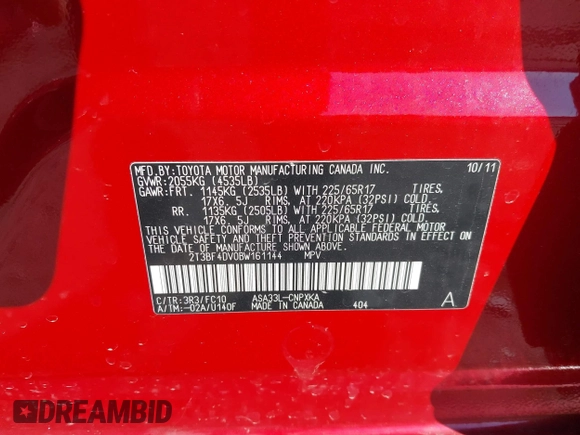 MFD.BY:TOYOTA MOTOR MANUFACTURING CANADA INC. 10/11
GVWR:2055KG (4535LB)
GAWR:FRT. 1145KG (2535LB) WITH 225/65R17 TIRES.
17X6.5J RIMS. AT 220KPA (32PSI) COLD.
RR. 1135KG (2505LB) WITH 225/65R17 TIRES.
17X6.5J RIMS. AT 220KPA (32PSI) COLD.
THIS VEHICLE CONFORMS TO ALL APPLICABLE FEDERAL MOTOR
VEHICLE SAFETY AND THEFT PREVENTION STANDARDS IN EFFECT ON
THE DATE OF MANUFACTURE SHOWN ABOVE.
2T3BF4DV0BW161144 MPV
C/TR:3R3/FC10 ASA33L-CNPXKA A
A/TM:-02A/U140F MADE IN CANADA 404
DREAMBID